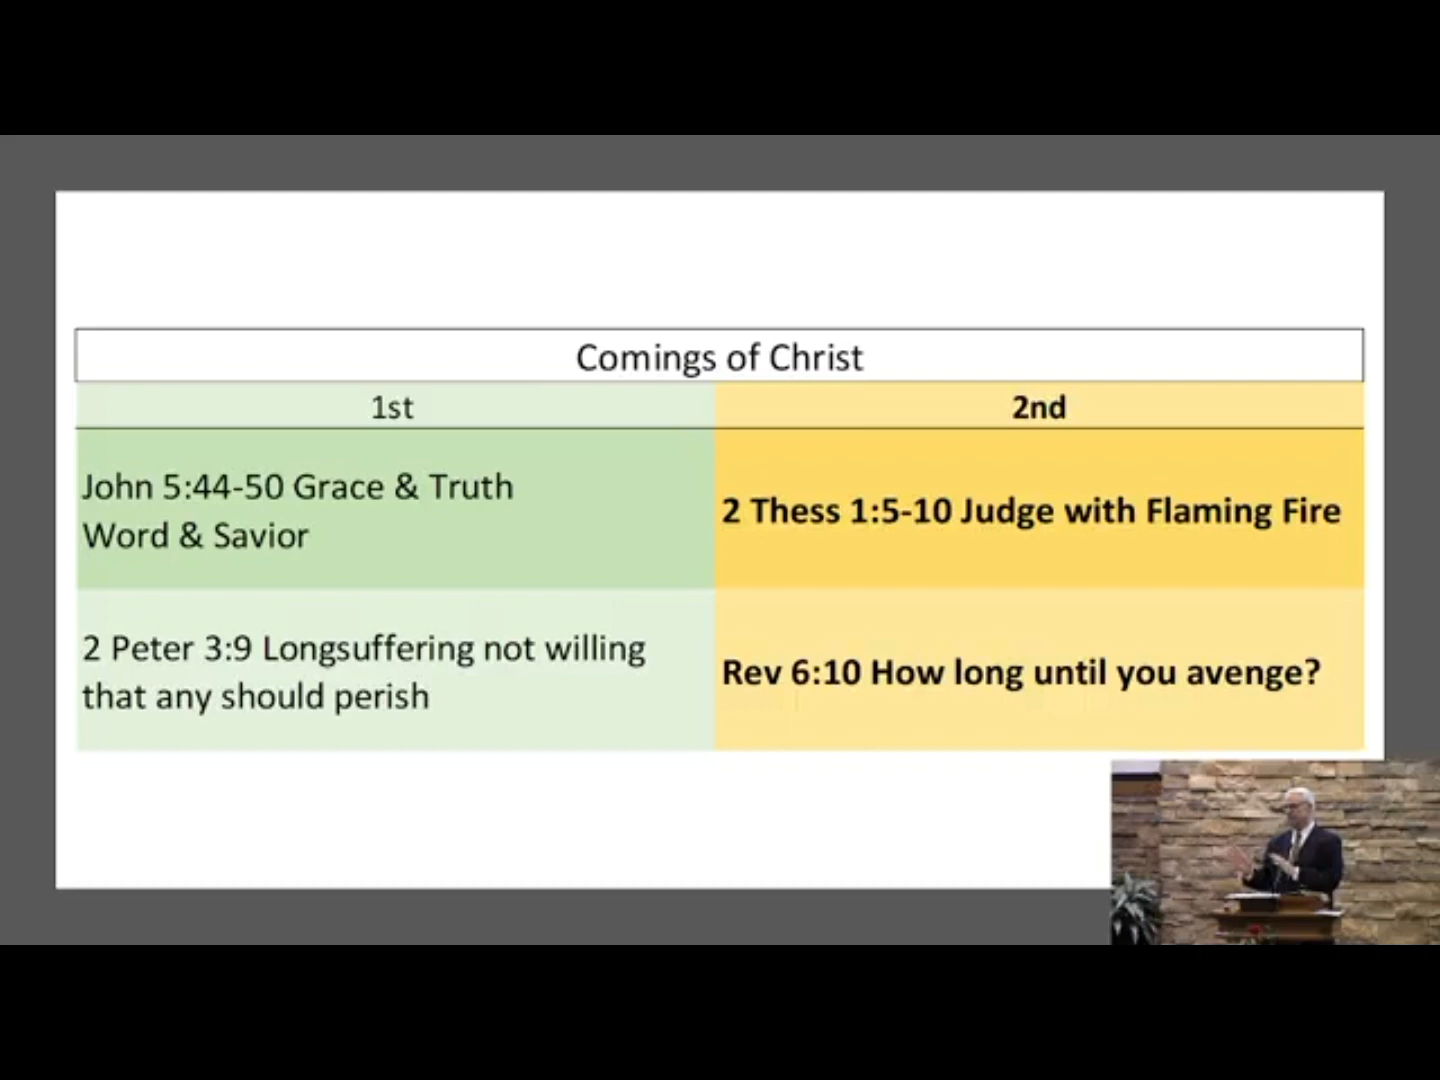 Comings of Christ
1st
2nd
John 5:44-50 Grace & Truth
Word & Savior
2 Thess 1:5-10 Judge with Flaming Fire
2 Peter 3:9 Longsuffering not willing
that any should perish
Rev 6:10 How long until you avenge?